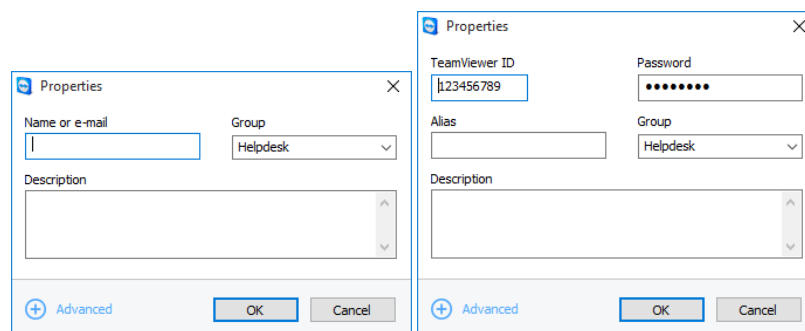 Properties
Name or e-mail Group
Helpdesk
Description
Advanced OK Cancel
Properties
TeamViewer ID Password
123456789 ●●●●●●●●
Alias Group
Helpdesk
Description
Advanced OK Cancel